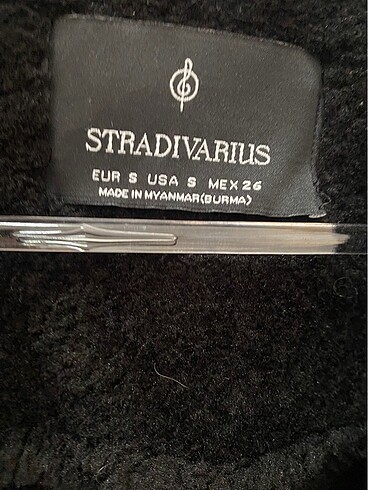 STRADIVARIUS
EUR S USA S MEX 26
MADE IN MYANMAR(BURMA)